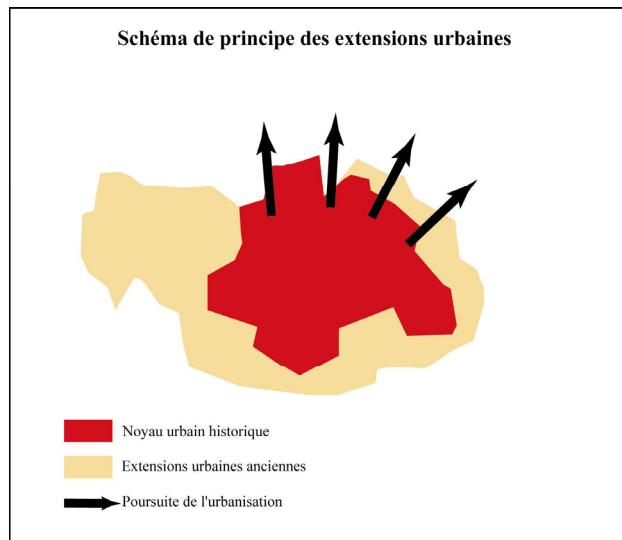 Schéma de principe des extensions urbaines
Noyau urbain historique
Extensions urbaines anciennes
Poursuite de l'urbanisation